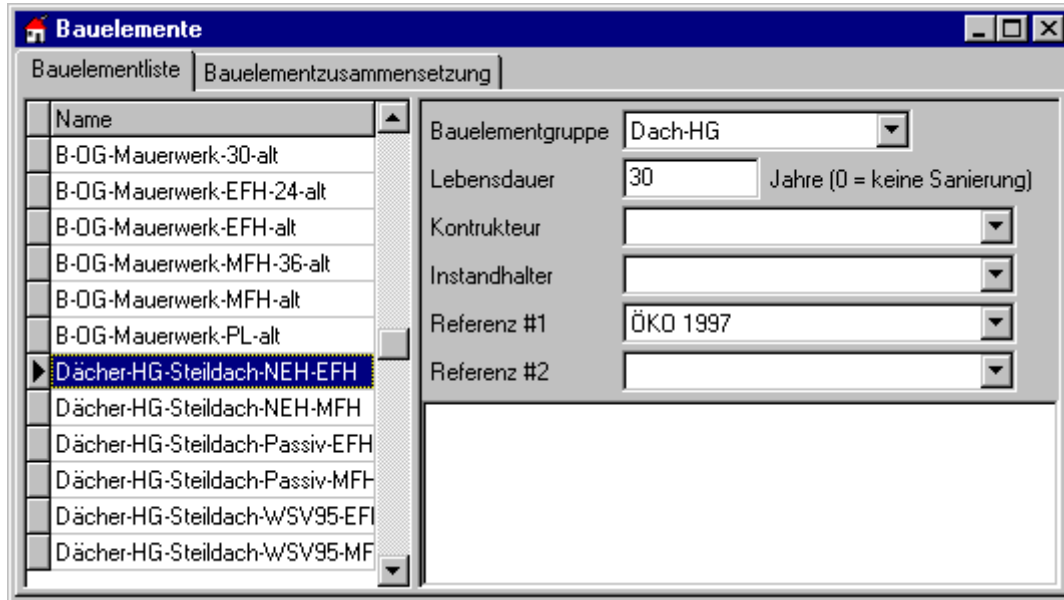 Bauelemente
Bauelementliste
Bauelementzusammensetzung
Name
B-OG-Mauerwerk-30-alt
B-OG-Mauerwerk-EFH-24-alt
B-OG-Mauerwerk-EFH-alt
B-OG-Mauerwerk-MFH-36-alt
B-OG-Mauerwerk-MFH-alt
B-OG-Mauerwerk-PL-alt
Dächer-HG-Steildach-NEH-EFH
Dächer-HG-Steildach-NEH-MFH
Dächer-HG-Steildach-Passiv-EFH
Dächer-HG-Steildach-Passiv-MFH
Dächer-HG-Steildach-WSV95-EFH
Dächer-HG-Steildach-WSV95-MF
Bauelementgruppe Dach-HG
Lebensdauer 30 Jahre (0 = keine Sanierung)
Kontrukteur
Instandhalter
Referenz #1 ÖKO 1997
Referenz #2